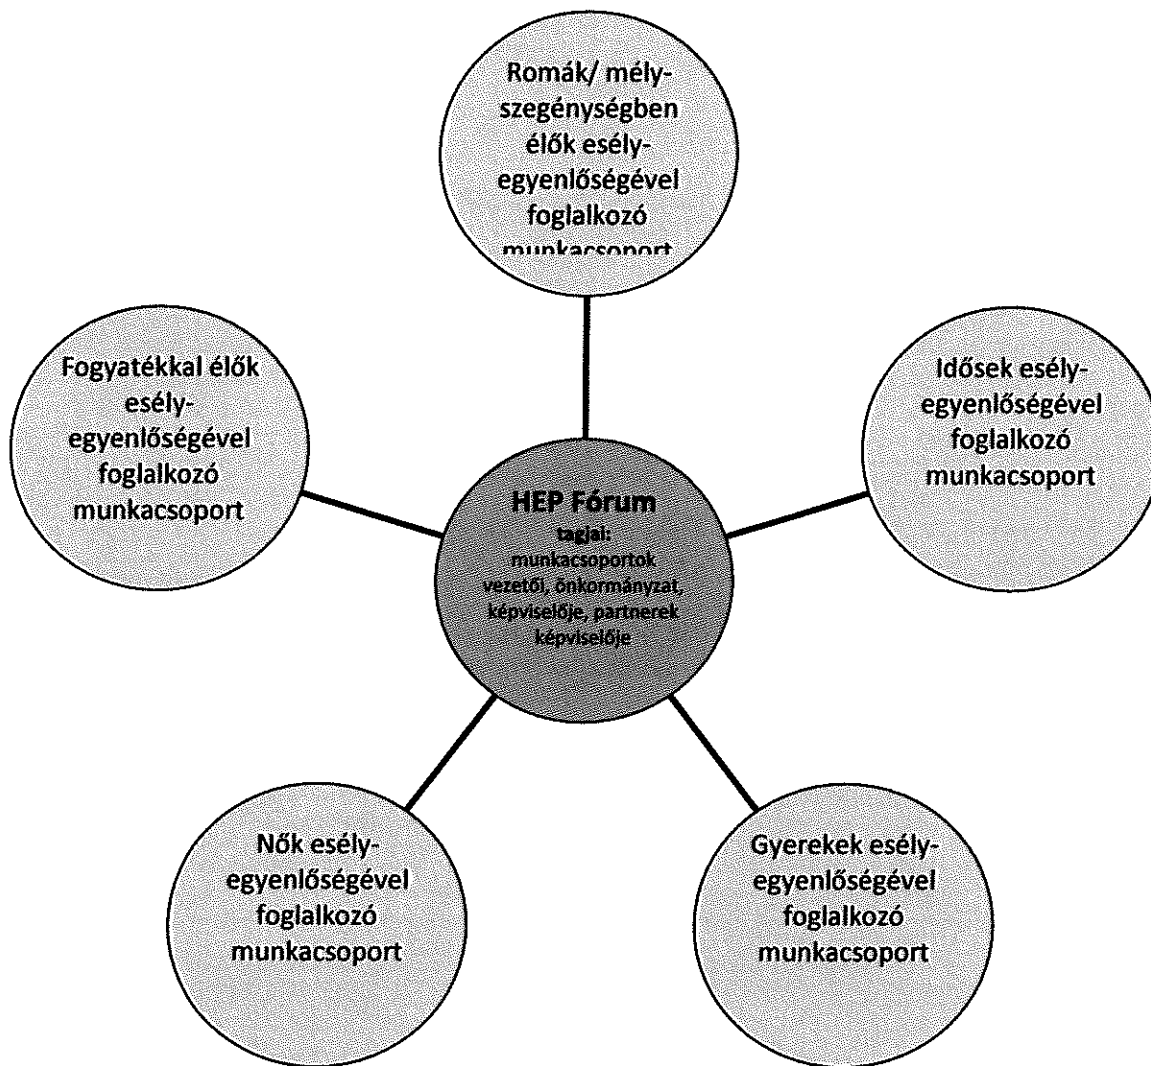 Romák/ mély-
szegénységben
élők esély-
egyenlőségével
foglalkozó
munkacsoport
Fogyatékkal élők
esély-
egyenlőségével
foglalkozó
munkacsoport
Idősek esély-
egyenlőségével
foglalkozó
munkacsoport
HEP Fórum
tagjai:
munkacsoportok
vezetői, önkormányzat,
képviselője, partnerek
képviselője
Nők esély-
egyenlőségével
foglalkozó
munkacsoport
Gyerekek esély-
egyenlőségével
foglalkozó
munkacsoport